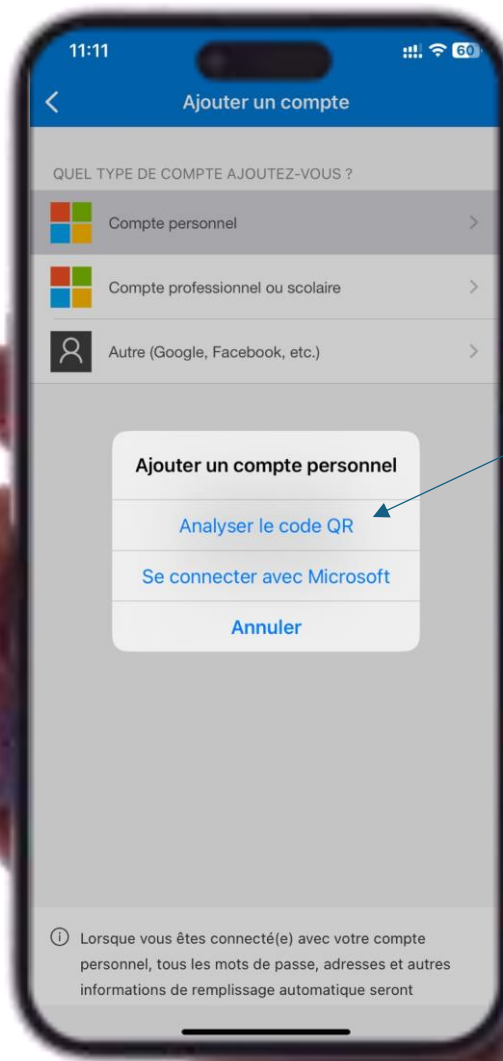 11:11
60
Ajouter un compte
QUEL TYPE DE COMPTE AJOUTEZ-VOUS ?
Compte personnel
Compte professionnel ou scolaire
Autre (Google, Facebook, etc.)
Ajouter un compte personnel
Analyser le code QR
Se connecter avec Microsoft
Annuler
Lorsque vous êtes connecté(e) avec votre compte
personnel, tous les mots de passe, adresses et autres
informations de remplissage automatique seront